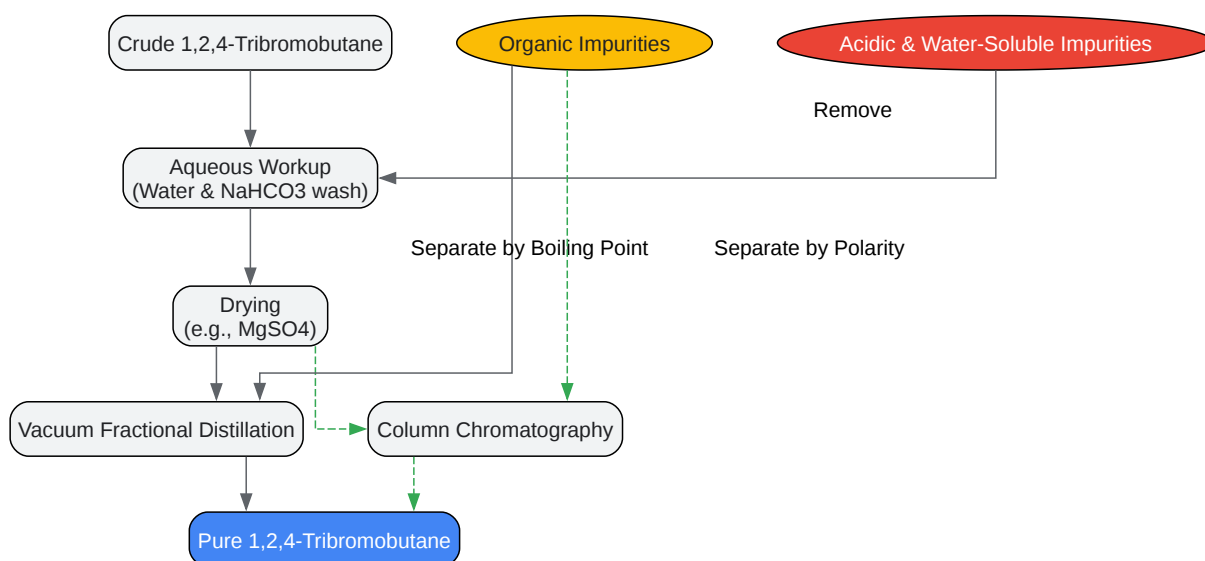 Crude 1,2,4-Tribromobutane
Organic Impurities
Acidic & Water-Soluble Impurities
Remove
Aqueous Workup
(Water & NaHCO3 wash)
Separate by Boiling Point
Separate by Polarity
Drying
(e.g., MgSO4)
Vacuum Fractional Distillation
Column Chromatography
Pure 1,2,4-Tribromobutane